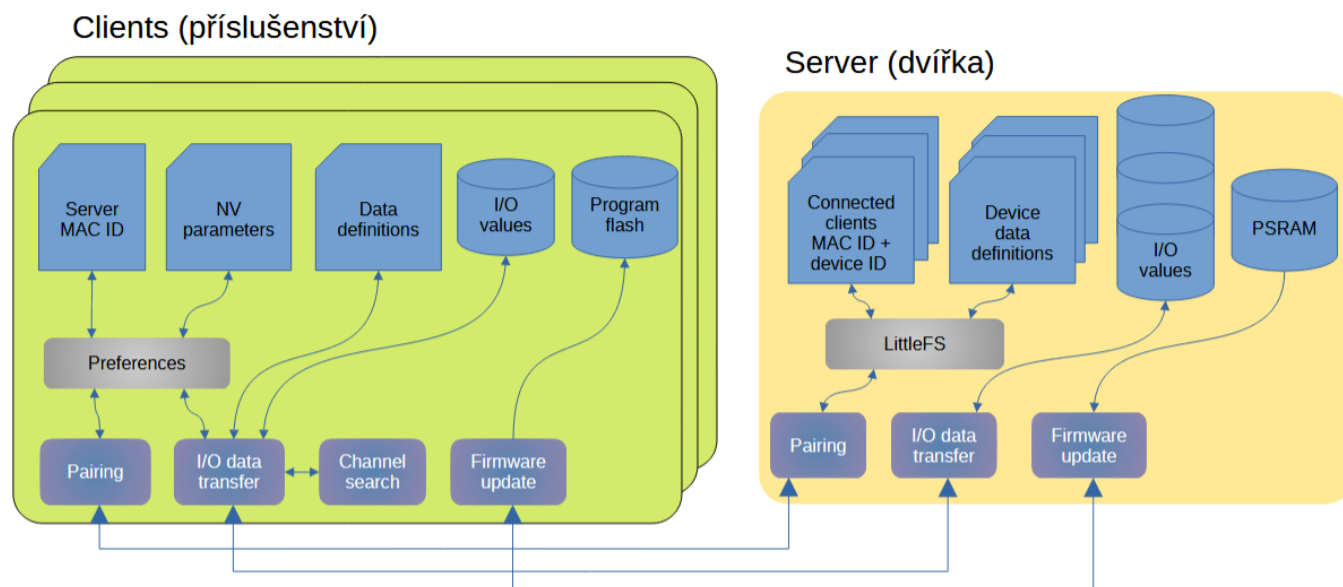 Clients (příslušenství)
Server
MAC ID
NV
parameters
Data
definitions
I/O
values
Program
flash
Preferences
Pairing
I/O data
transfer
Channel
search
Firmware
update
Server (dvířka)
Connected
clients
MAC ID +
device ID
Device
data
definitions
I/O
values
PSRAM
LittleFS
Pairing
I/O data
transfer
Firmware
update